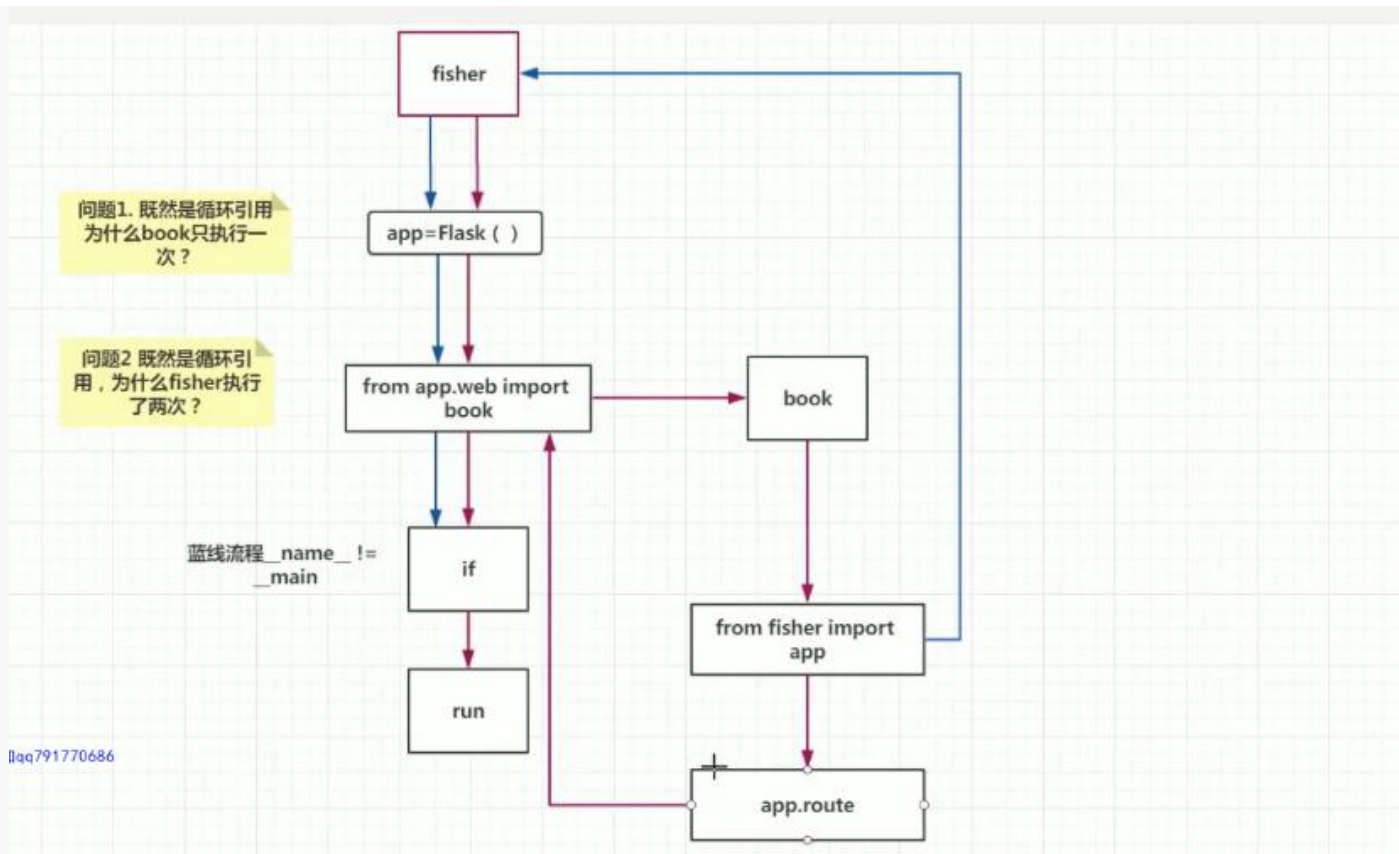 fisher
问题1. 既然是循环引用
为什么book只执行一
次？
app=Flask ( )
问题2 既然是循环引
用，为什么fisher执行
了两次？
from app.web import
book
book
蓝线流程__name__ !=
__main
if
from fisher import
app
run
qq791770686
app.route